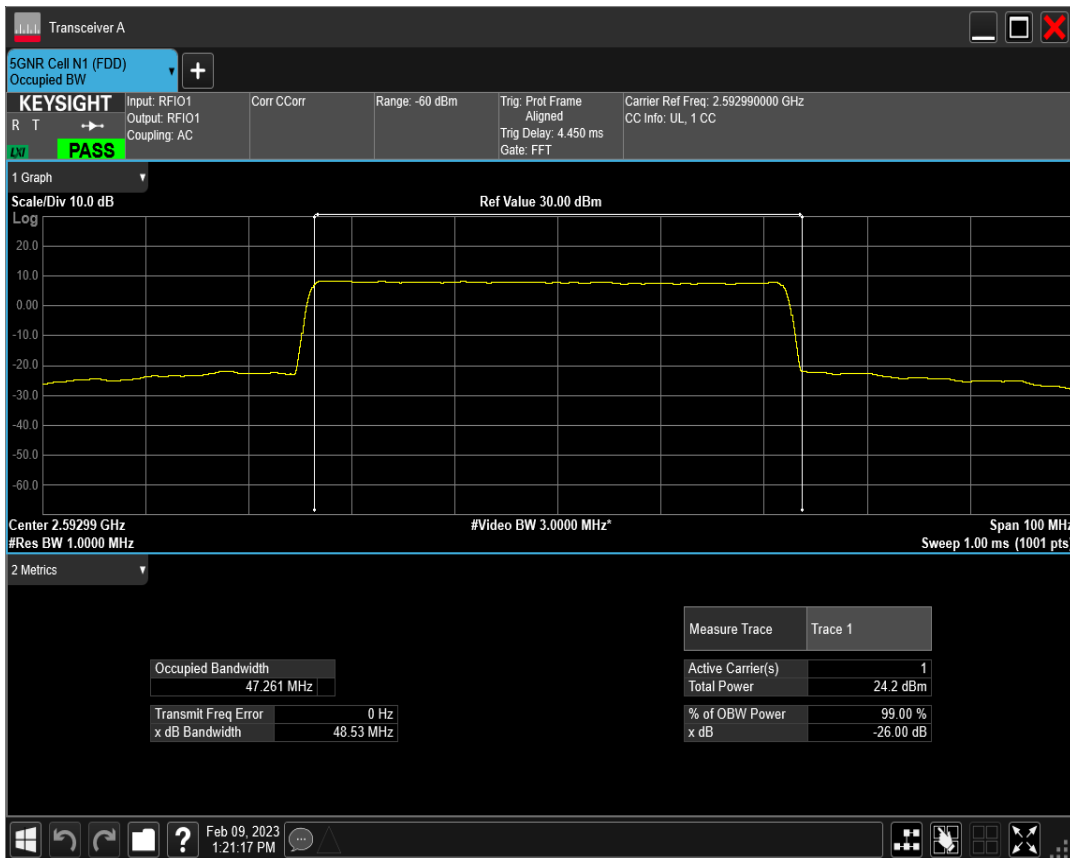 Transceiver A
5GNR Cell N1 (FDD)
Occupied BW
+
KEYSIGHT
R T
LXI
PASS
Input: RFIO1
Output: RFIO1
Coupling: AC
Corr CCorr
Range: -60 dBm
Trig: Prot Frame
Aligned
Trig Delay: 4.450 ms
Gate: FFT
Carrier Ref Freq: 2.592990000 GHz
CC Info: UL, 1 CC
1 Graph
Scale/Div 10.0 dB
Ref Value 30.00 dBm
Log
20.0
10.0
0.00
-10.0
-20.0
-30.0
-40.0
-50.0
-60.0
Center 2.59299 GHz
#Video BW 3.0000 MHz*
Span 100 MHz
#Res BW 1.0000 MHz
Sweep 1.00 ms (1001 pts)
2 Metrics
Measure Trace Trace 1
Occupied Bandwidth
47.261 MHz
Active Carrier(s) 1
Total Power 24.2 dBm
Transmit Freq Error 0 Hz
x dB Bandwidth 48.53 MHz
% of OBW Power 99.00 %
x dB -26.00 dB
?
Feb 09, 2023
1:21:17 PM